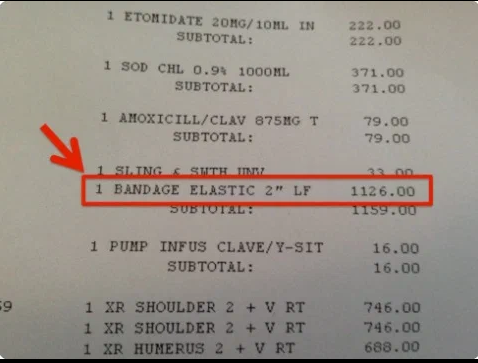 1 ETOMIDATE 20MG/10ML IN 222.00
SUBTOTAL: 222.00
1 SOD CHL 0.9% 1000ML 371.00
SUBTOTAL: 371.00
1 AMOXICILL/CLAV 875MG T 79.00
SUBTOTAL: 79.00
1 SLING & SWTH UNV 33.00
1 BANDAGE ELASTIC 2" LF 1126.00
SUBTOTAL: 1159.00
1 PUMP INFUS CLAVE/Y-SIT 16.00
SUBTOTAL: 16.00
59 1 XR SHOULDER 2 + V RT 746.00
1 XR SHOULDER 2 + V RT 746.00
1 XR HUMERUS 2 + V RT 688.00